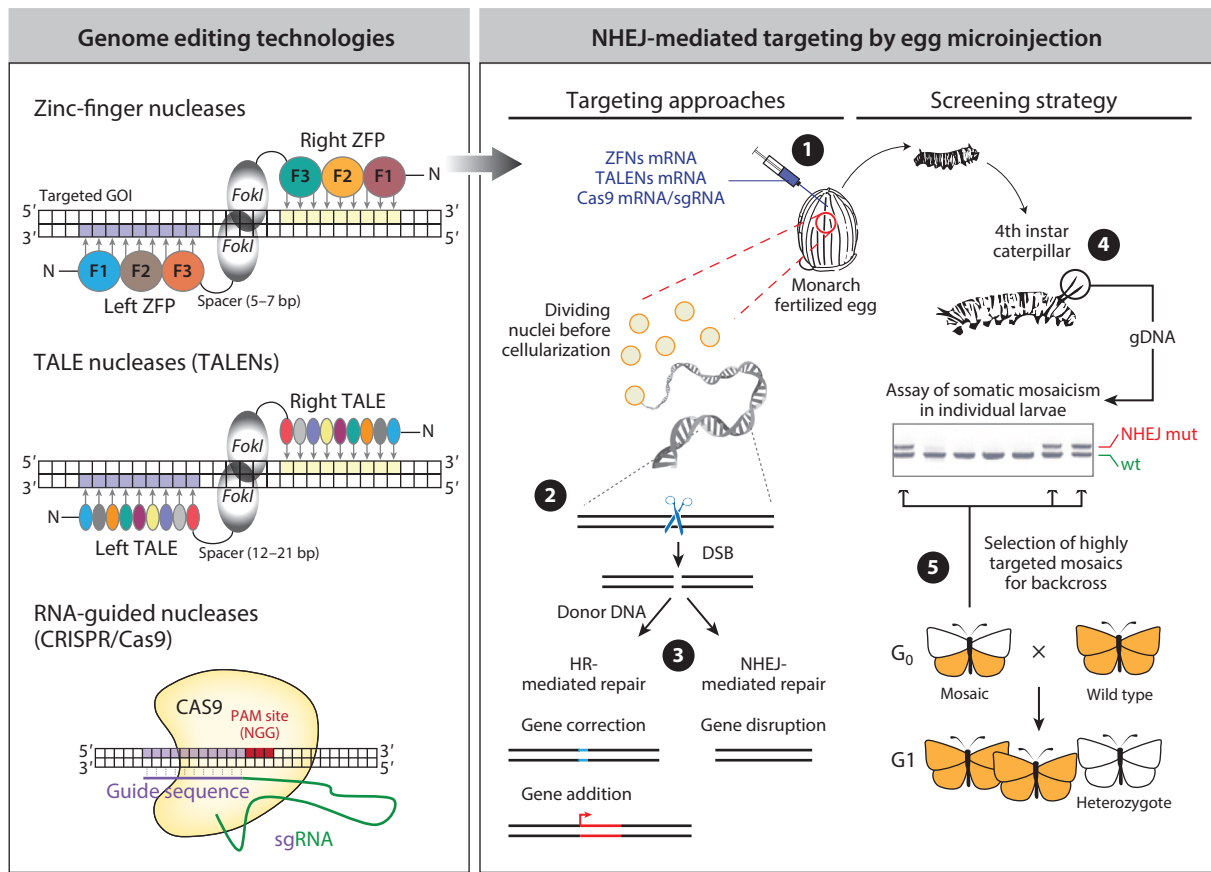 Genome editing technologies
Zinc-finger nucleases
Right ZFP
F3
F2
F1
N
FokI
Targeted GOI
5′
3′
3′
5′
FokI
N
F1
F2
F3
Left ZFP
Spacer (5–7 bp)
TALE nucleases (TALENs)
Right TALE
N
FokI
5′
3′
3′
5′
FokI
N
Left TALE
Spacer (12–21 bp)
RNA-guided nucleases
(CRISPR/Cas9)
CAS9
PAM site
(NGG)
5′
3′
3′
5′
Guide sequence
sgRNA
NHEJ-mediated targeting by egg microinjection
Targeting approaches
1
ZFNs mRNA
TALENs mRNA
Cas9 mRNA/sgRNA
Monarch
fertilized egg
Dividing
nuclei before
cellularization
2
DSB
Donor DNA
3
HR-
mediated repair
NHEJ-
mediated repair
Gene correction
Gene disruption
Gene addition
Screening strategy
4th instar
caterpillar
4
gDNA
Assay of somatic mosaicism
in individual larvae
NHEJ mut
wt
5
Selection of highly
targeted mosaics
for backcross
G0
×
Mosaic
Wild type
G1
Heterozygote